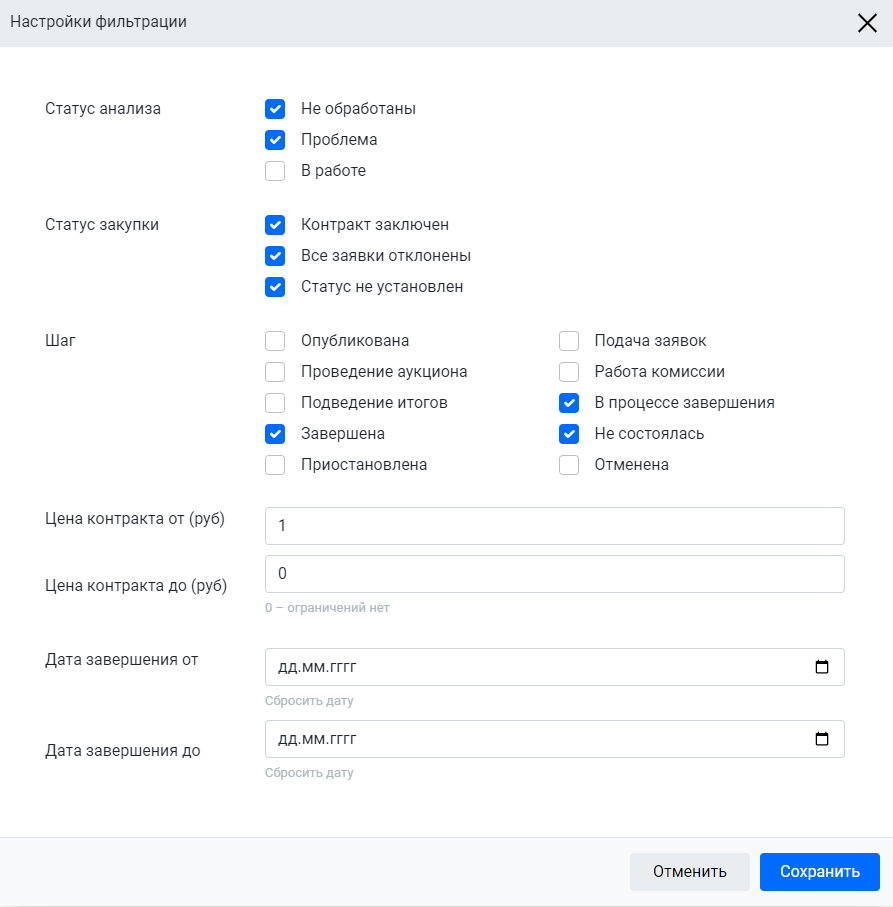 Настройки фильтрации
Статус анализа
Не обработаны
Проблема
В работе
Статус закупки
Контракт заключен
Все заявки отклонены
Статус не установлен
Шаг
Опубликована
Подача заявок
Проведение аукциона
Работа комиссии
Подведение итогов
В процессе завершения
Завершена
Не состоялась
Приостановлена
Отменена
Цена контракта от (руб)
1
Цена контракта до (руб)
0
0 – ограничений нет
Дата завершения от
дд.мм.гггг
Сбросить дату
Дата завершения до
дд.мм.гггг
Сбросить дату
Отменить
Сохранить